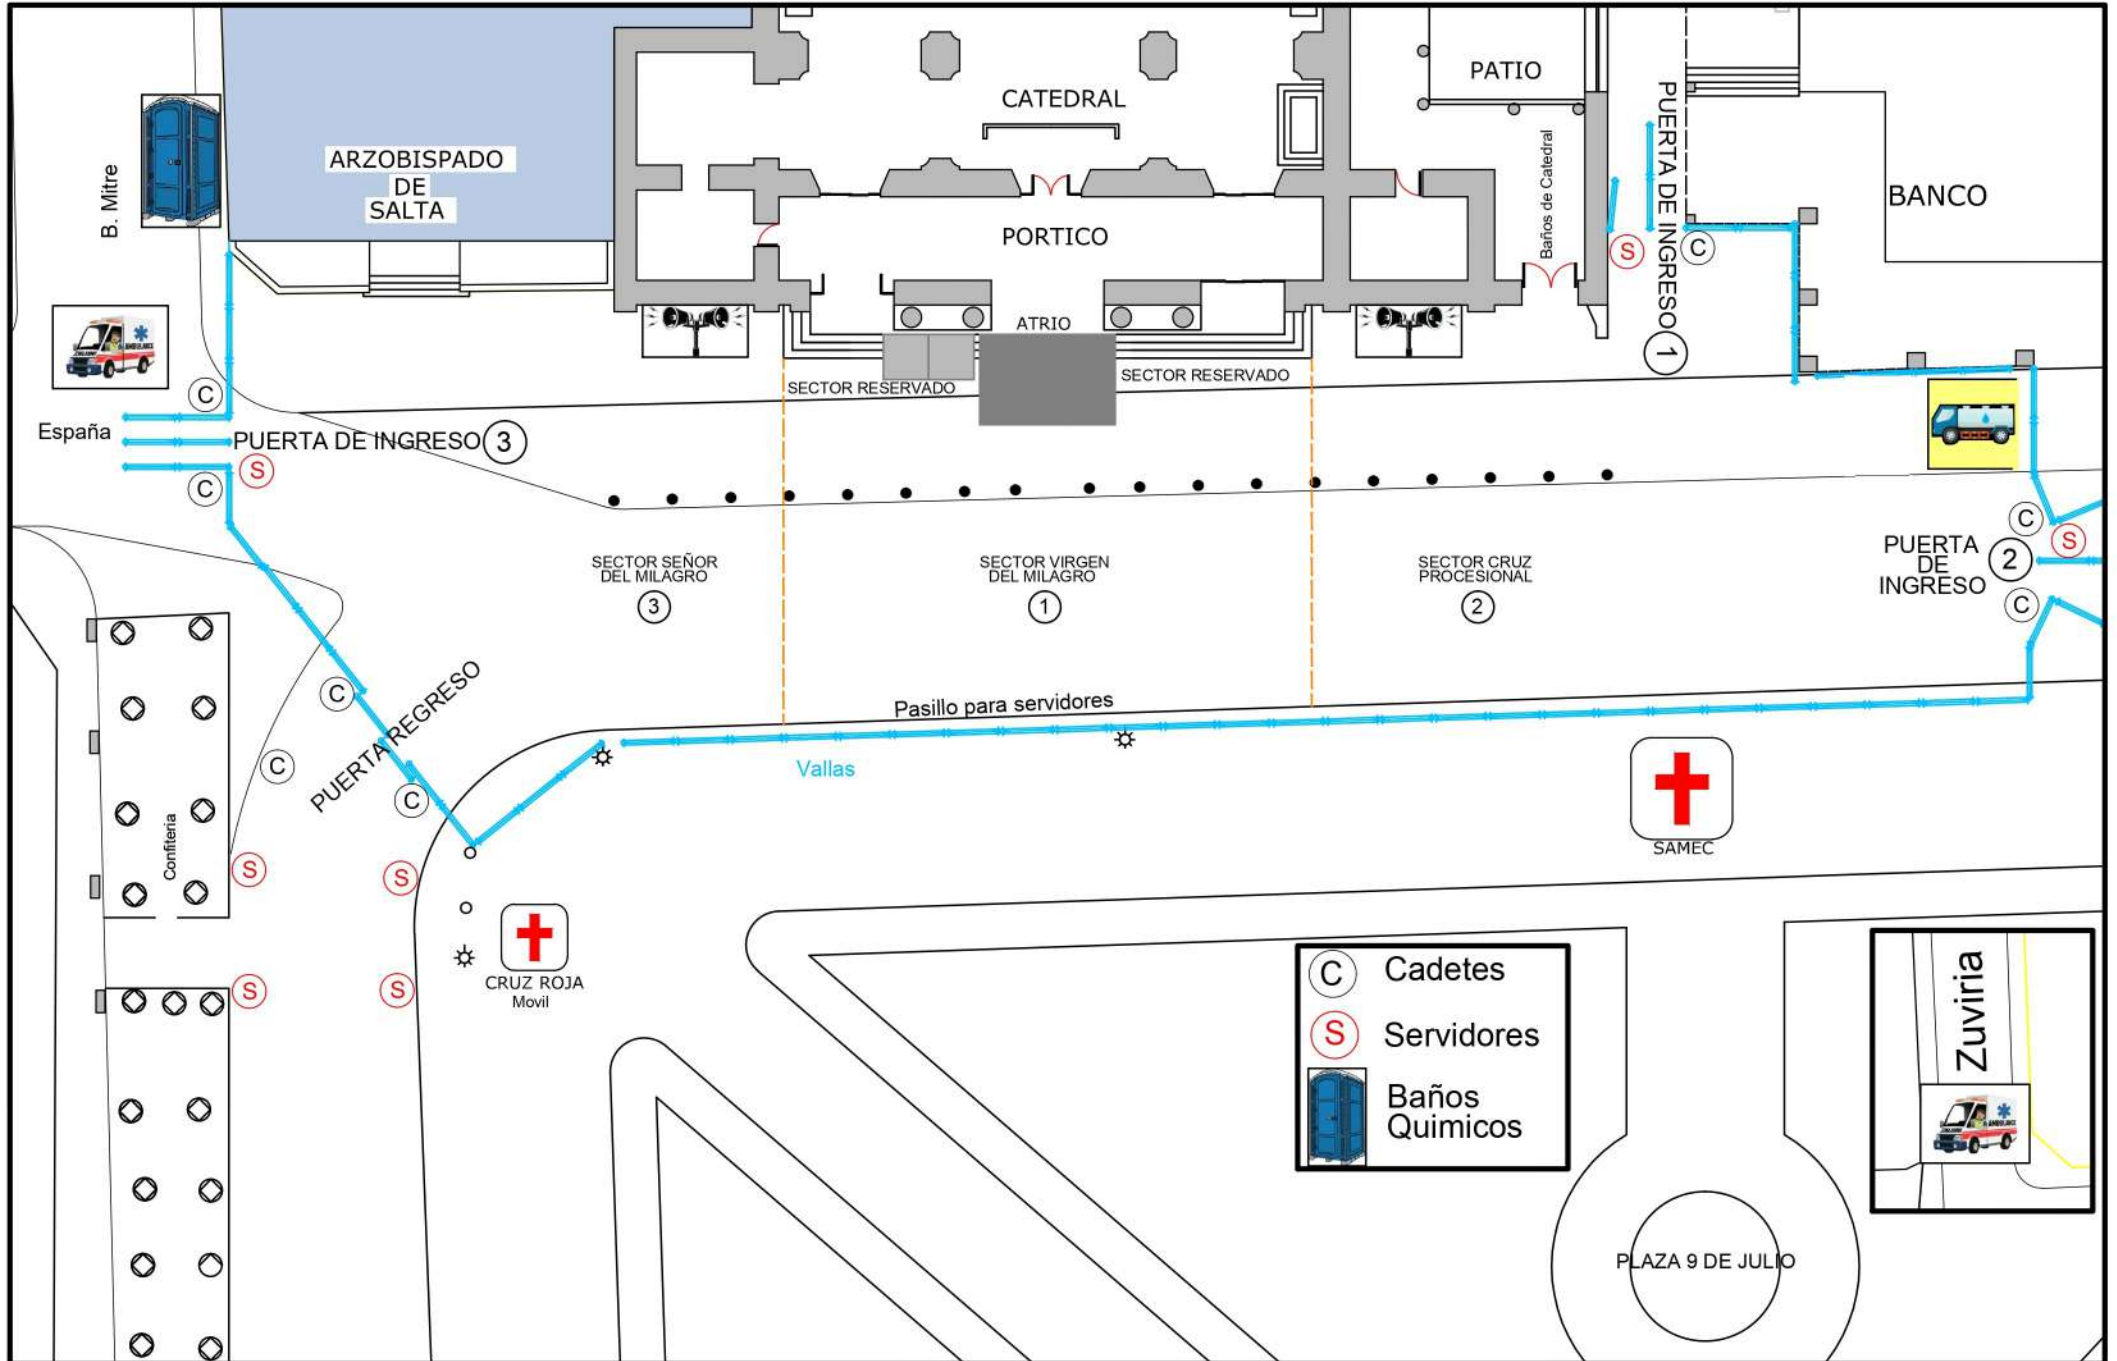 CATEDRAL
PATIO
ARZOBISPADO
DE
SALTA
B. Mitre
PORTICO
Baños de Catedral
PUERTA DE INGRESO 1
BANCO
S
C
ATRIO
SECTOR RESERVADO
SECTOR RESERVADO
AMBULANCE
C
España
PUERTA DE INGRESO 3
S
C
C
S
PUERTA
DE
INGRESO
2
C
SECTOR SEÑOR
DEL MILAGRO
3
SECTOR VIRGEN
DEL MILAGRO
1
SECTOR CRUZ
PROCESIONAL
2
C
PUERTA REGRESO
C
C
Pasillo para servidores
Vallas
Confiteria
S
S
S
S
CRUZ ROJA
Movil
SAMEC
C Cadetes
S Servidores
Baños
Quimicos
Zuviria
AMBULANCE
PLAZA 9 DE JULIO